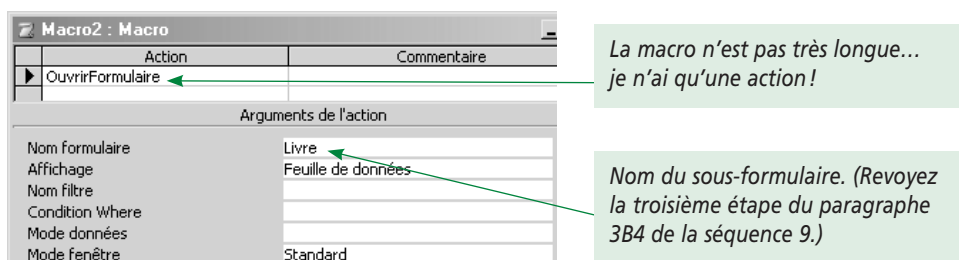 Macro2 : Macro
Action Commentaire
OuvrirFormulaire
Arguments de l'action
Nom formulaire Livre
Affichage Feuille de données
Nom filtre
Condition Where
Mode données
Mode fenêtre Standard
La macro n’est pas très longue…
je n’ai qu’une action !
Nom du sous-formulaire. (Revoyez
la troisième étape du paragraphe
3B4 de la séquence 9.)